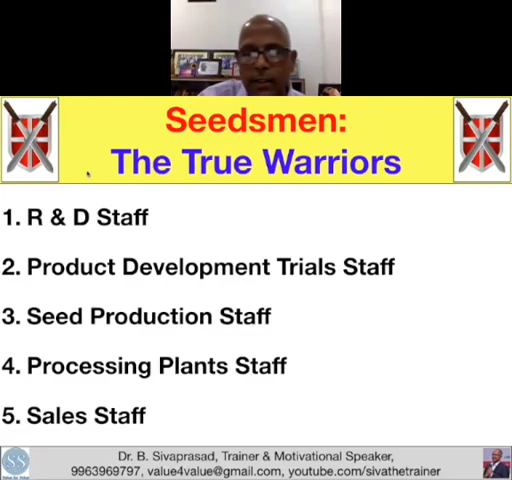 Seedsmen:
The True Warriors
1. R & D Staff
2. Product Development Trials Staff
3. Seed Production Staff
4. Processing Plants Staff
5. Sales Staff
Dr. B. Sivaprasad, Trainer & Motivational Speaker,
9963969797, value4value@gmail.com, youtube.com/sivathetrainer
SS